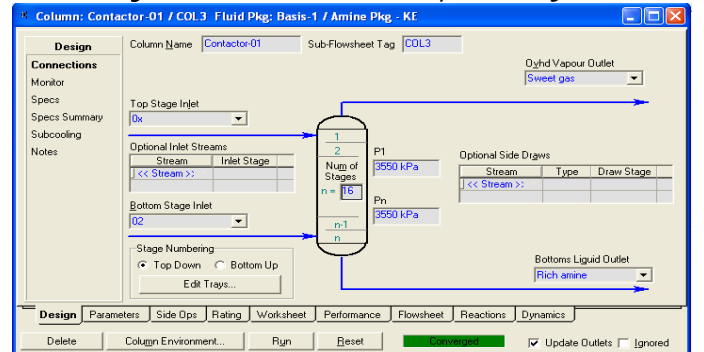 Column: Contactor-01 / COL3 Fluid Pkg: Basis-1 / Amine Pkg - KE
Design
Connections
Monitor
Specs
Specs Summary
Subcooling
Notes
Column Name Contactor-01 Sub-Flowsheet Tag COL3
Ovhd Vapour Outlet
Sweet gas
Top Stage Inlet
0x
Optional Inlet Streams
Stream Inlet Stage
<< Stream >>
Bottom Stage Inlet
02
Stage Numbering
Top Down Bottom Up
Edit Trays...
1
2
Num of
Stages
n = 16
n-1
n
P1
3550 kPa
Pn
3550 kPa
Optional Side Draws
Stream Type Draw Stage
<< Stream >>
Bottoms Liquid Outlet
Rich amine
Design Parameters Side Ops Rating Worksheet Performance Flowsheet Reactions Dynamics
Delete Column Environment... Run Reset Converged Update Outlets Ignored